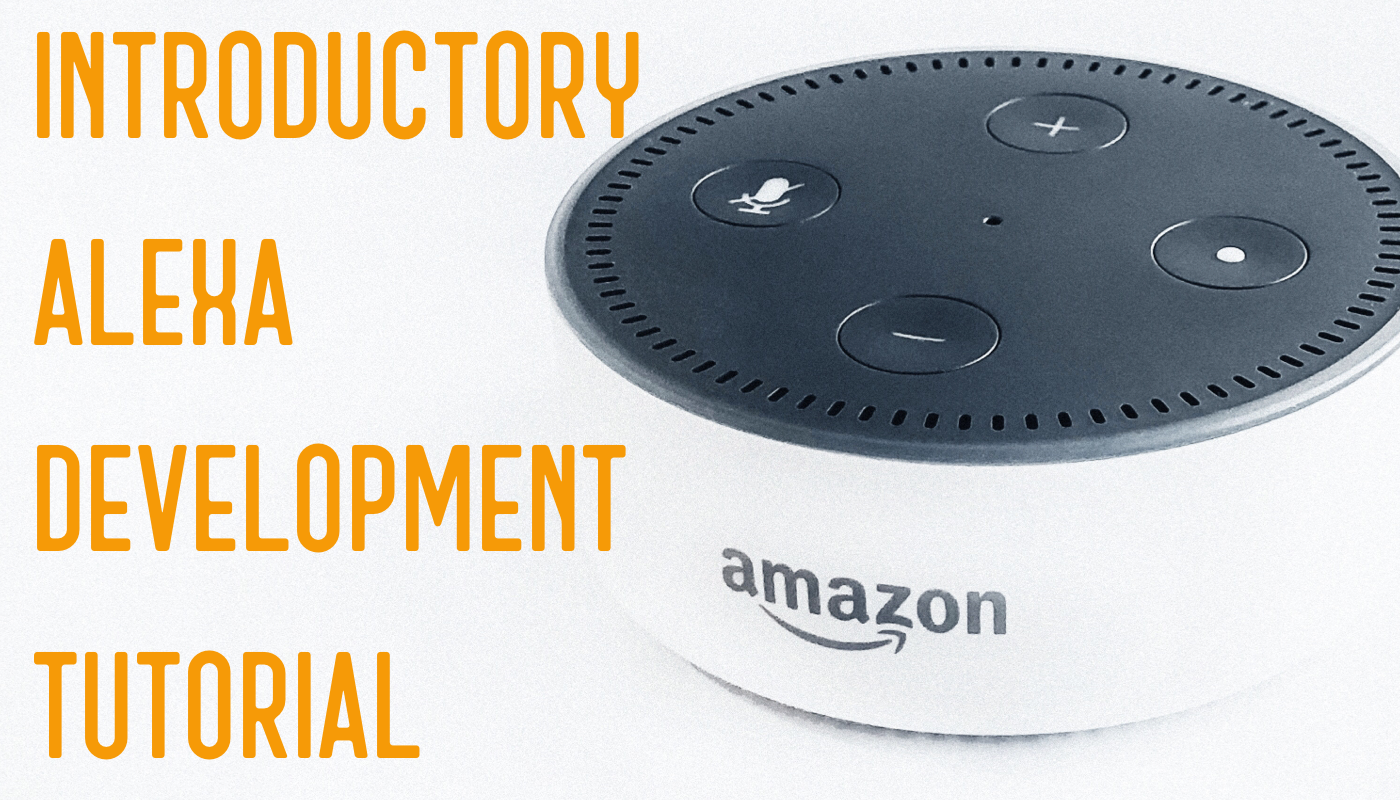 INTRODUCTORY
ALEXA
DEVELOPMENT
TUTORIAL
amazon